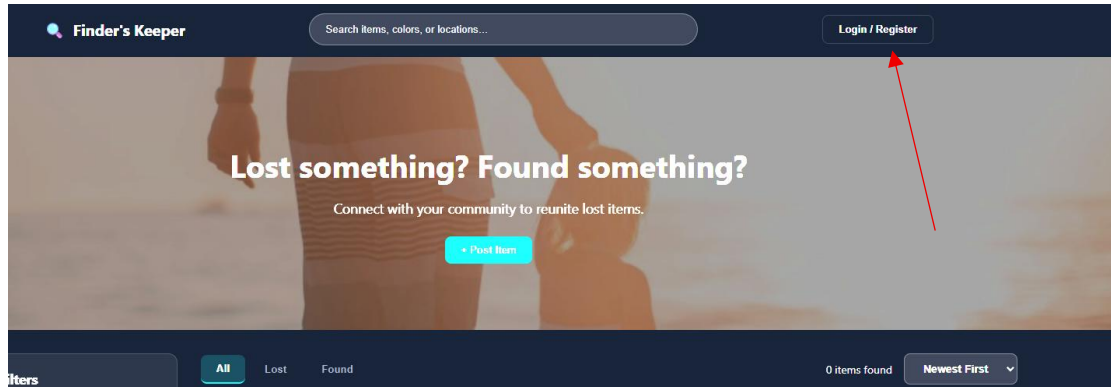 Finder's Keeper
Search items, colors, or locations...
Login / Register
Lost something? Found something?
Connect with your community to reunite lost items.
+ Post Item
ilters
All
Lost
Found
0 items found
Newest First